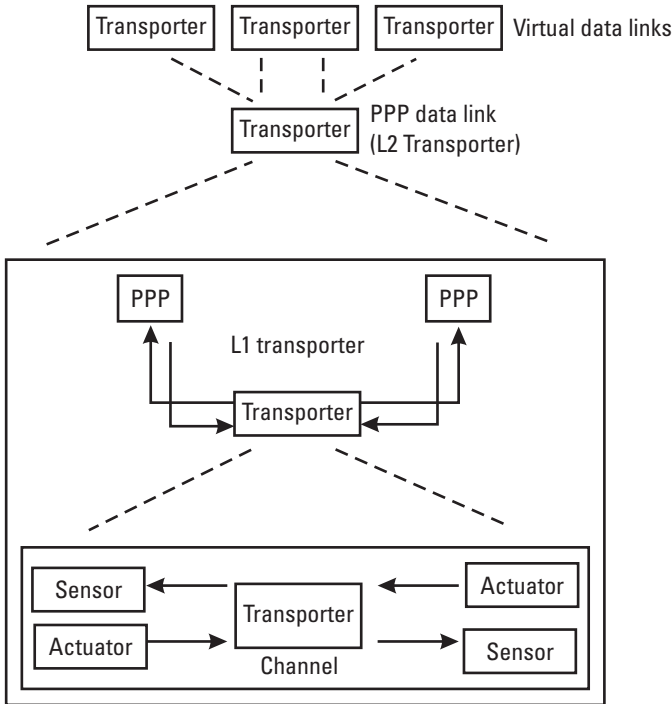 Transporter Transporter Transporter Virtual data links
Transporter PPP data link
(L2 Transporter)
PPP PPP
L1 transporter
Transporter
Sensor Actuator
Transporter
Actuator Sensor
Channel